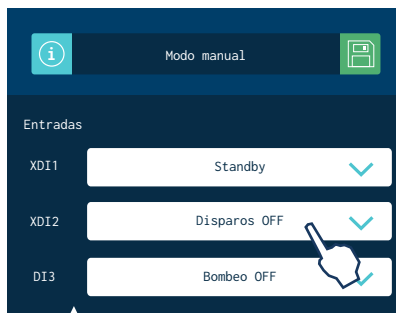 i
Modo manual
Entradas
XDI1
Standby
XDI2
Disparos OFF
DI3
Bombeo OFF